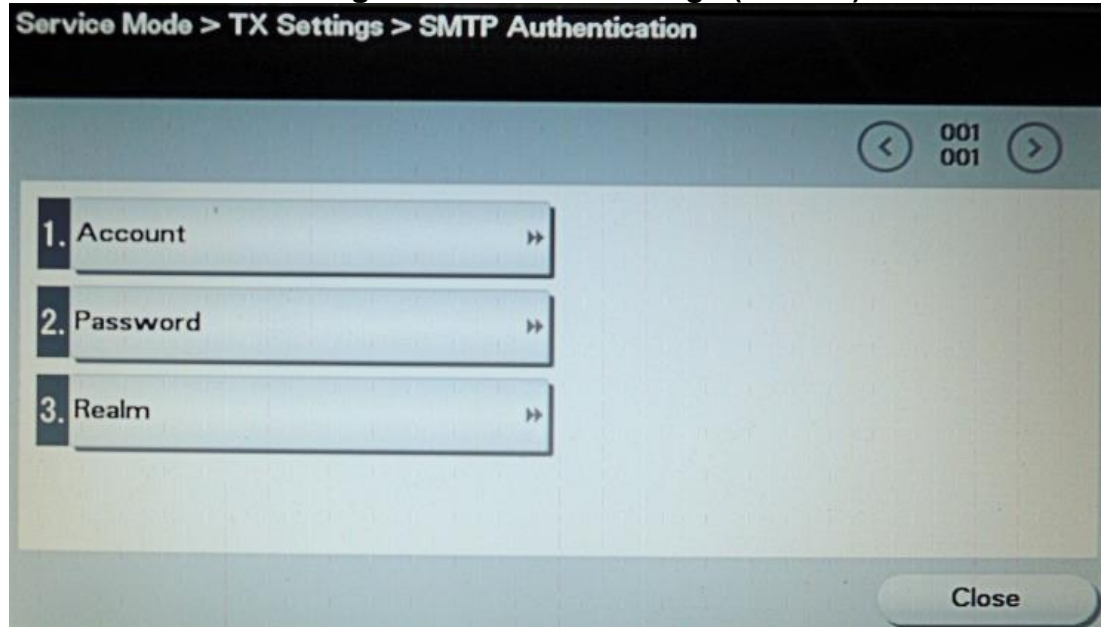 Service Mode > TX Settings > SMTP Authentication
001
001
1. Account
2. Password
3. Realm
Close